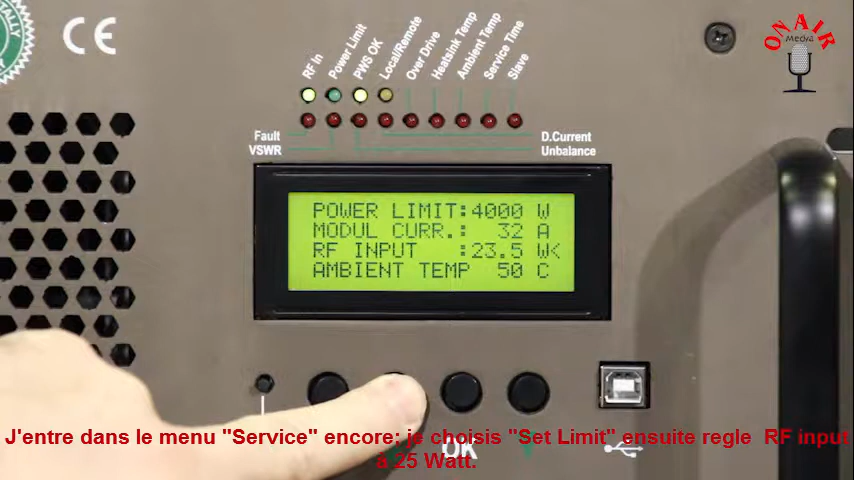 ON AIR
Media
CE
RF In
Power Limit
PWS OK
Local/Remote
Over Drive
Heatsink Temp
Ambient Temp
Service Time
Slave
Fault
VSWR
D.Current
Unbalance
POWER LIMIT:4000 W
MODUL CURR.: 32 A
RF INPUT :23.5 W<
AMBIENT TEMP 50 C
OK
J'entre dans le menu "Service" encore; je choisis "Set Limit" ensuite regle RF input
à 25 Watt.